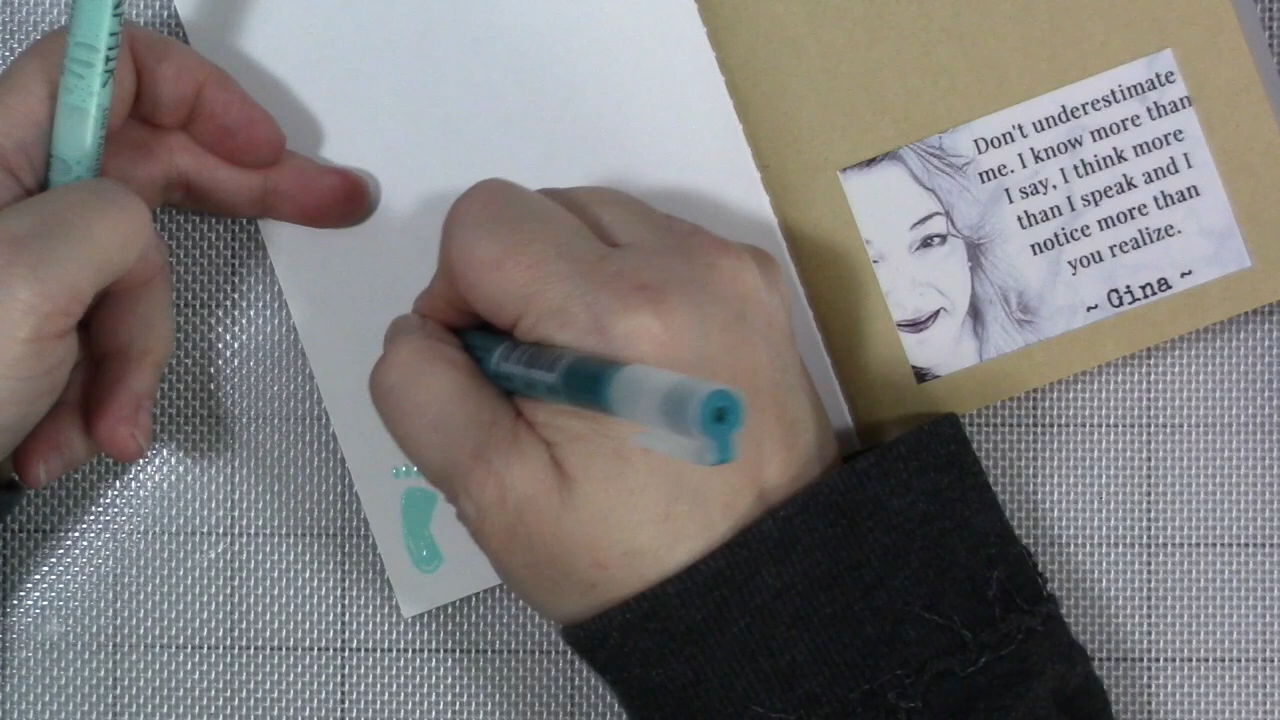 Don't underestimate
me. I know more than
I say, I think more
than I speak and I
notice more than
you realize.
~ Gina ~